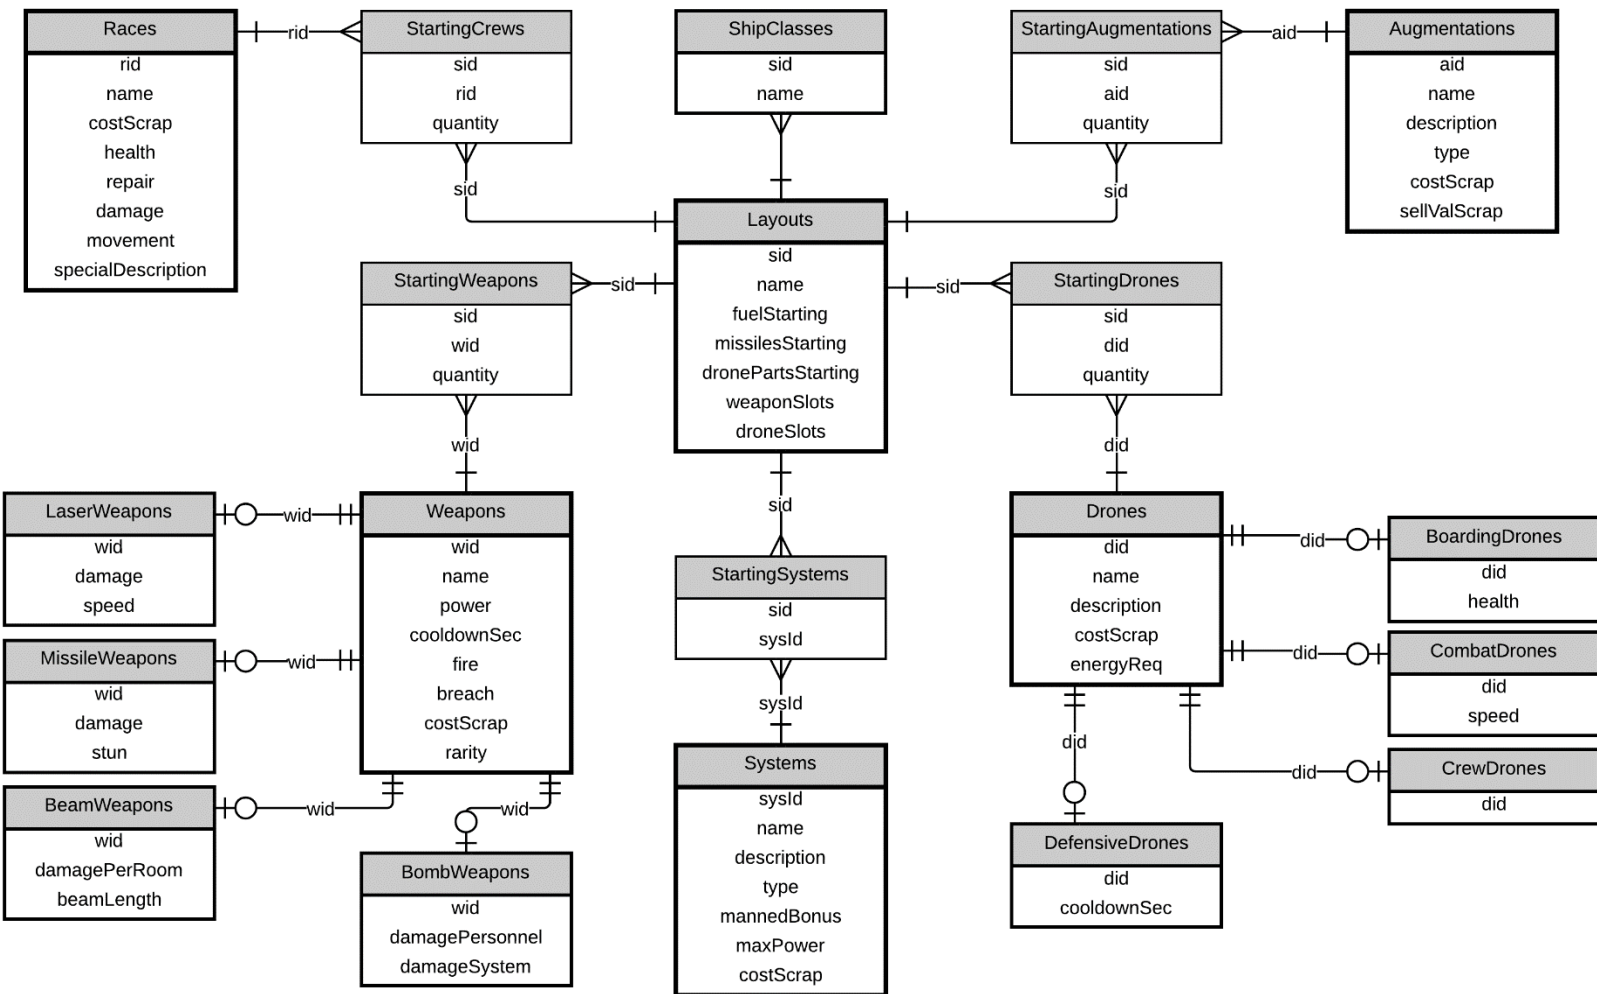 Races
rid
name
costScrap
health
repair
damage
movement
specialDescription
rid
StartingCrews
sid
rid
quantity
sid
ShipClasses
sid
name
StartingAugmentations
sid
aid
quantity
sid
aid
Augmentations
aid
name
description
type
costScrap
sellValScrap
Layouts
sid
name
fuelStarting
missilesStarting
dronePartsStarting
weaponSlots
droneSlots
StartingWeapons
sid
wid
quantity
sid
wid
sid
StartingDrones
sid
did
quantity
did
LaserWeapons
wid
damage
speed
wid
MissileWeapons
wid
damage
stun
wid
BeamWeapons
wid
damagePerRoom
beamLength
wid
Weapons
wid
name
power
cooldownSec
fire
breach
costScrap
rarity
wid
BombWeapons
wid
damagePersonnel
damageSystem
sid
StartingSystems
sid
sysId
sysId
Systems
sysId
name
description
type
mannedBonus
maxPower
costScrap
Drones
did
name
description
costScrap
energyReq
did
DefensiveDrones
did
cooldownSec
did
BoardingDrones
did
health
did
CombatDrones
did
speed
did
CrewDrones
did